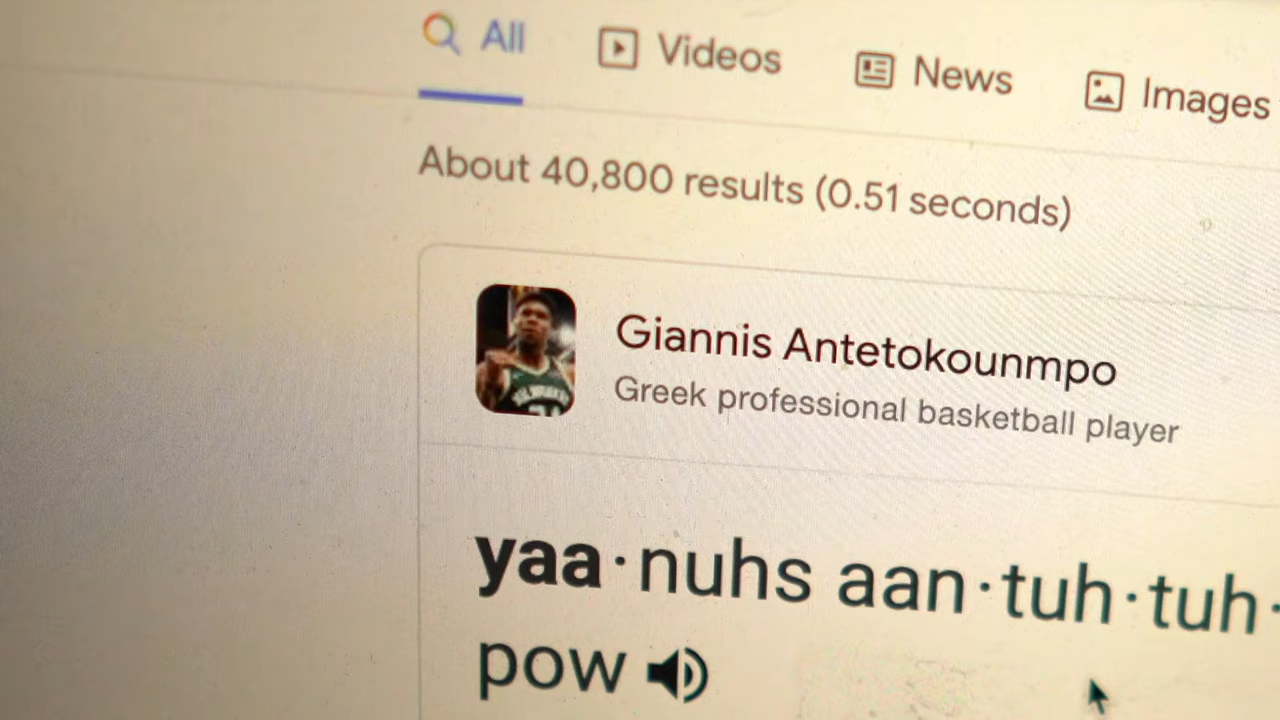 All Videos News Images
About 40,800 results (0.51 seconds)
Giannis Antetokounmpo
Greek professional basketball player
yaa·nuhs aan·tuh·tuh·
pow